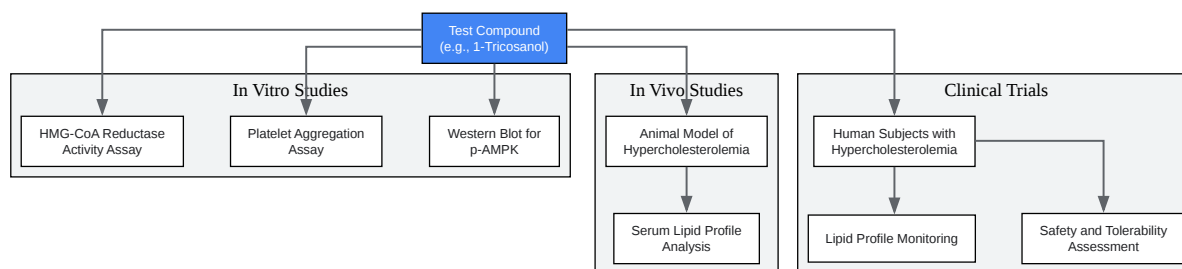 Test Compound
(e.g., 1-Tricosanol)
In Vitro Studies
HMG-CoA Reductase
Activity Assay
Platelet Aggregation
Assay
Western Blot for
p-AMPK
In Vivo Studies
Animal Model of
Hypercholesterolemia
Serum Lipid Profile
Analysis
Clinical Trials
Human Subjects with
Hypercholesterolemia
Lipid Profile Monitoring
Safety and Tolerability
Assessment